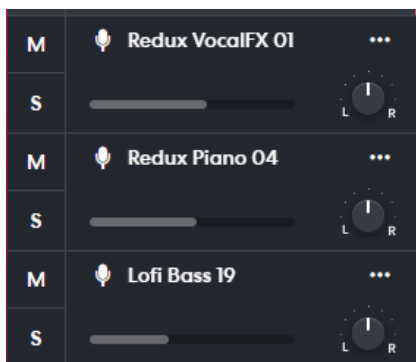 M Redux VocalFX 01 •••
S L R
M Redux Piano 04 •••
S L R
M Lofi Bass 19 •••
S L R